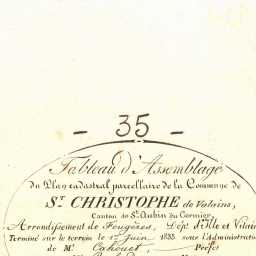 - 35 -
Tableau d'Assemblage
du Plan cadastral parcellaire de la Commune de
ST CHRISTOPHE de Valains,
Canton de St Aubin du Cormier,
Arrondissement de Fougères, Dépt d'Ille et Vilaine
Terminé sur le terrain le 1er Juin 1833 sous l'Administration
de Mr Cahouet, Préfet